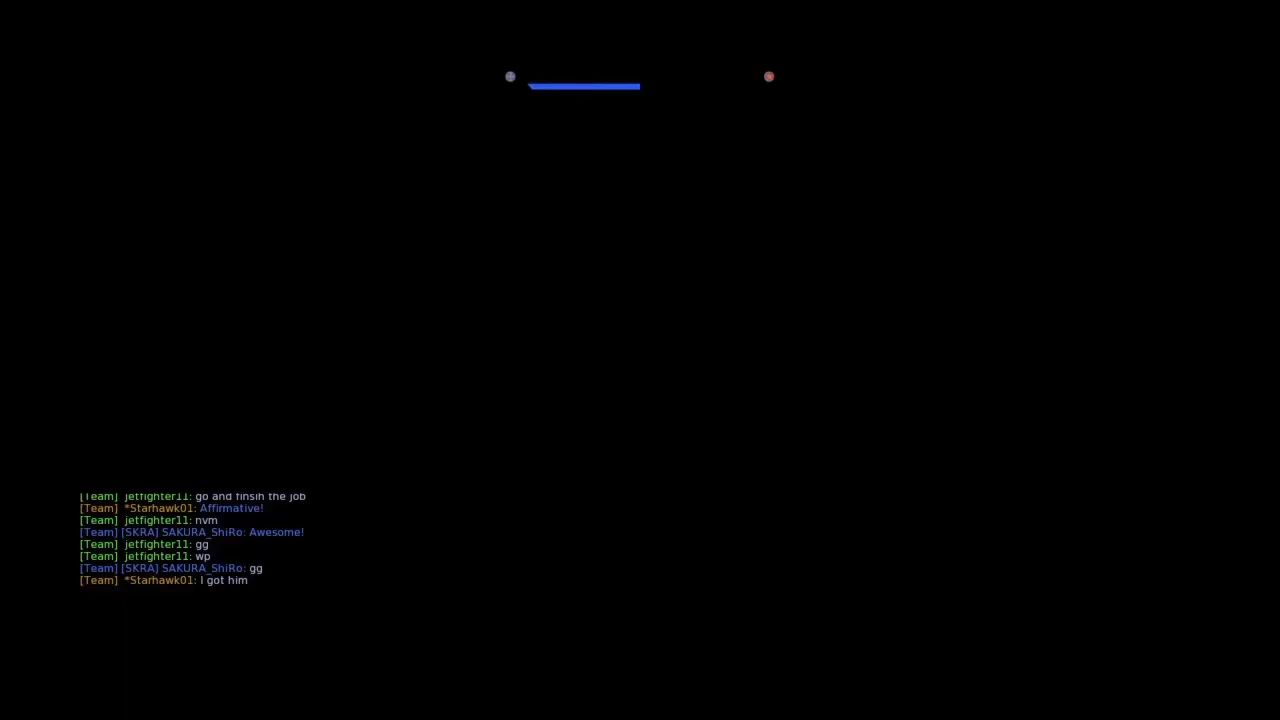 [Team] jetfighter11: go and finsih the job
[Team] *Starhawk01: Affirmative!
[Team] jetfighter11: nvm
[Team] [SKRA] SAKURA_ShiRo: Awesome!
[Team] jetfighter11: gg
[Team] jetfighter11: wp
[Team] [SKRA] SAKURA_ShiRo: gg
[Team] *Starhawk01: I got him